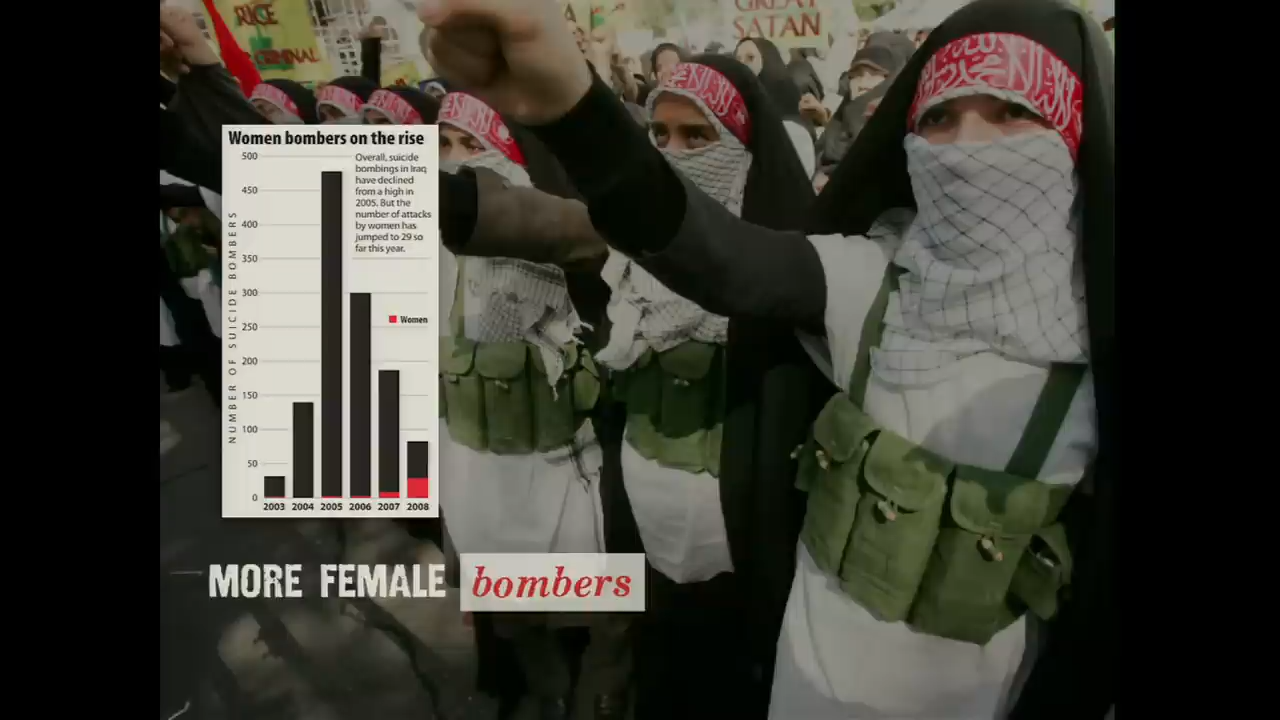 RICE
CRIMINAL
GREAT
SATAN
Women bombers on the rise
500
Overall, suicide
bombings in Iraq
have declined
from a high in
2005. But the
number of attacks
by women has
jumped to 29 so
far this year.
450
400
350
300
250
200
150
100
50
0
NUMBER OF SUICIDE BOMBERS
Women
2003 2004 2005 2006 2007 2008
MORE FEMALE bombers